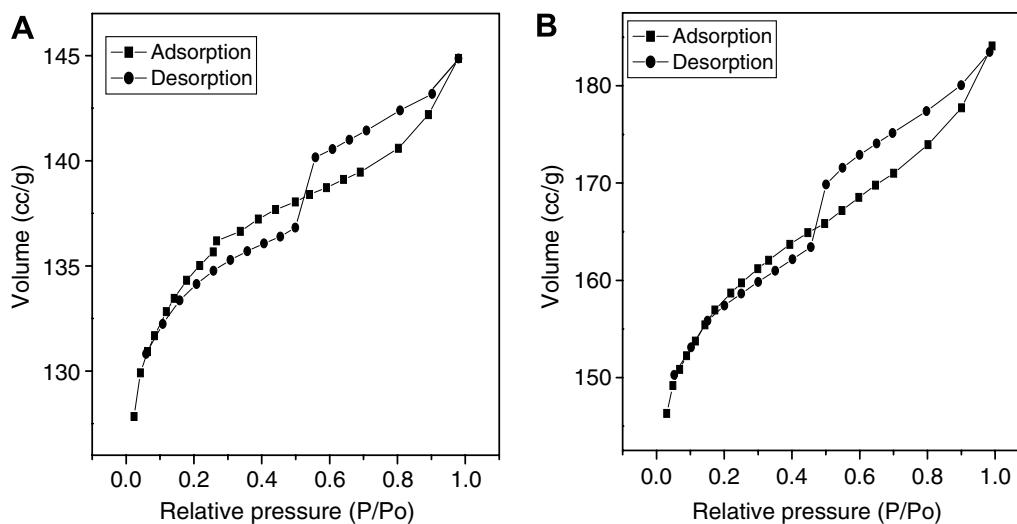 A
Adsorption
Desorption
145
140
135
130
Volume (cc/g)
0.0 0.2 0.4 0.6 0.8 1.0
Relative pressure (P/Po)
B
Adsorption
Desorption
180
170
160
150
Volume (cc/g)
0.0 0.2 0.4 0.6 0.8 1.0
Relative pressure (P/Po)